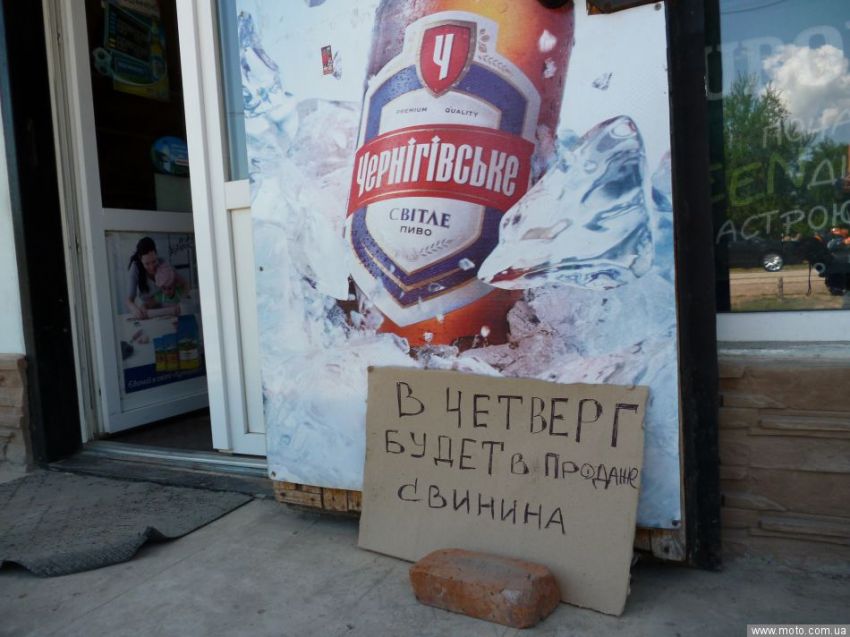 Ч
PREMIUM QUALITY
ЧЕРНІГІВСЬКЕ
СВІТЛЕ
ПИВО
В ЧЕТВЕРГ
БУДЕТ В ПРОДАЖЕ
СВИНИНА
www.moto.com.ua